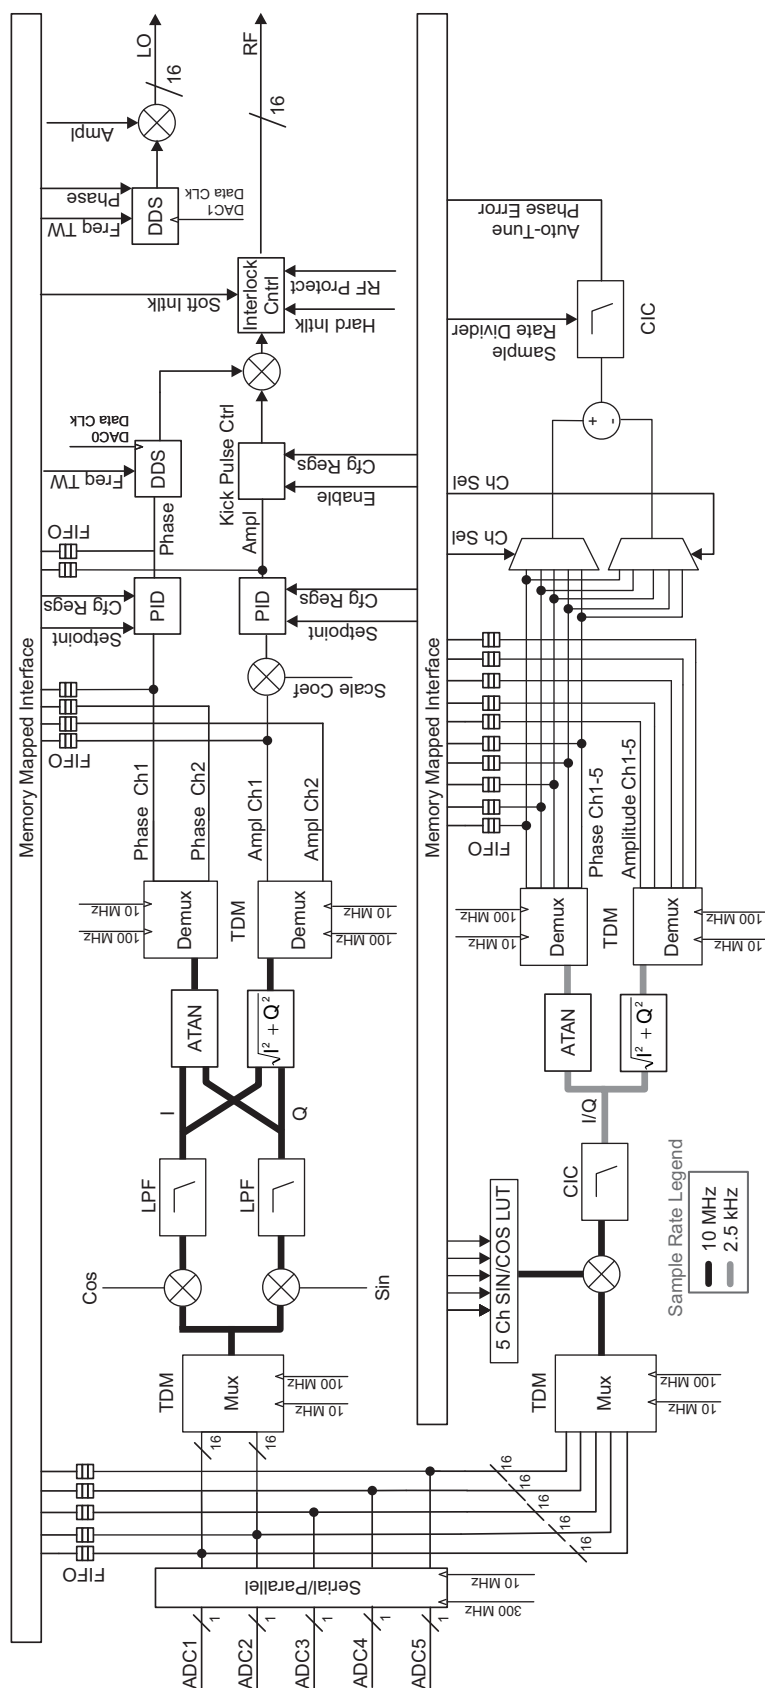 Memory Mapped Interface
ADC1
ADC2
ADC3
ADC4
ADC5
1
1
1
1
1
Serial/Parallel
300 MHz
10 MHz
FIFO
16
16
TDM
Mux
10 MHz
100 MHz
Cos
Sin
LPF
LPF
I
Q
ATAN
√I² + Q²
Demux
100 MHz
10 MHz
TDM
Demux
100 MHz
10 MHz
Phase Ch1
Phase Ch2
Ampl Ch1
Ampl Ch2
FIFO
Scale Coef
Setpoint
Cfg Regs
PID
PID
Setpoint
Cfg Regs
FIFO
Phase
Ampl
Freq TW
DDS
DAC0
Data CLk
Kick Pulse Ctrl
Enable
Cfg Regs
Soft Intlk
Interlock
Cntrl
Hard Intlk
RF Protect
Freq TW
Phase
DDS
DAC1
Data CLk
Ampl
16
LO
16
RF
Memory Mapped Interface
16
16
16
16
16
TDM
Mux
10 MHz
100 MHz
5 Ch SIN/COS LUT
CIC
I/Q
ATAN
√I² + Q²
Demux
10 MHz
100 MHz
TDM
Demux
10 MHz
100 MHz
FIFO
Phase Ch1-5
Amplitude Ch1-5
Ch Sel
Ch Sel
+
-
Sample
Rate Divider
CIC
Auto-Tune
Phase Error
Sample Rate Legend
10 MHz
2.5 kHz